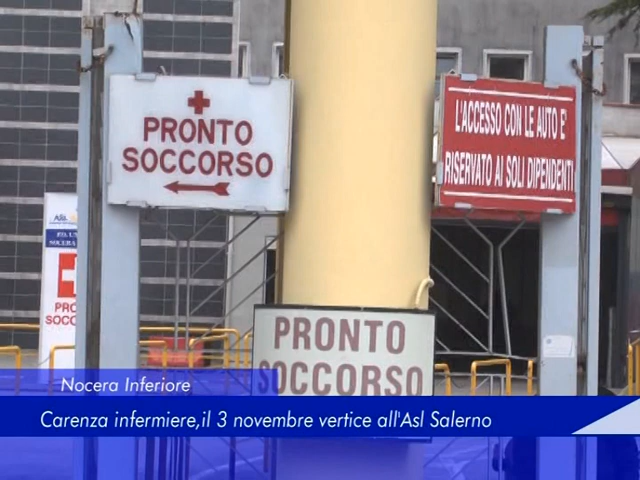 PRONTO
SOCCORSO
L'ACCESSO CON LE AUTO E'
RISERVATO AI SOLI DIPENDENTI
PRONTO
SOCCORSO
Nocera Inferiore
Carenza infermiere,il 3 novembre vertice all'Asl Salerno